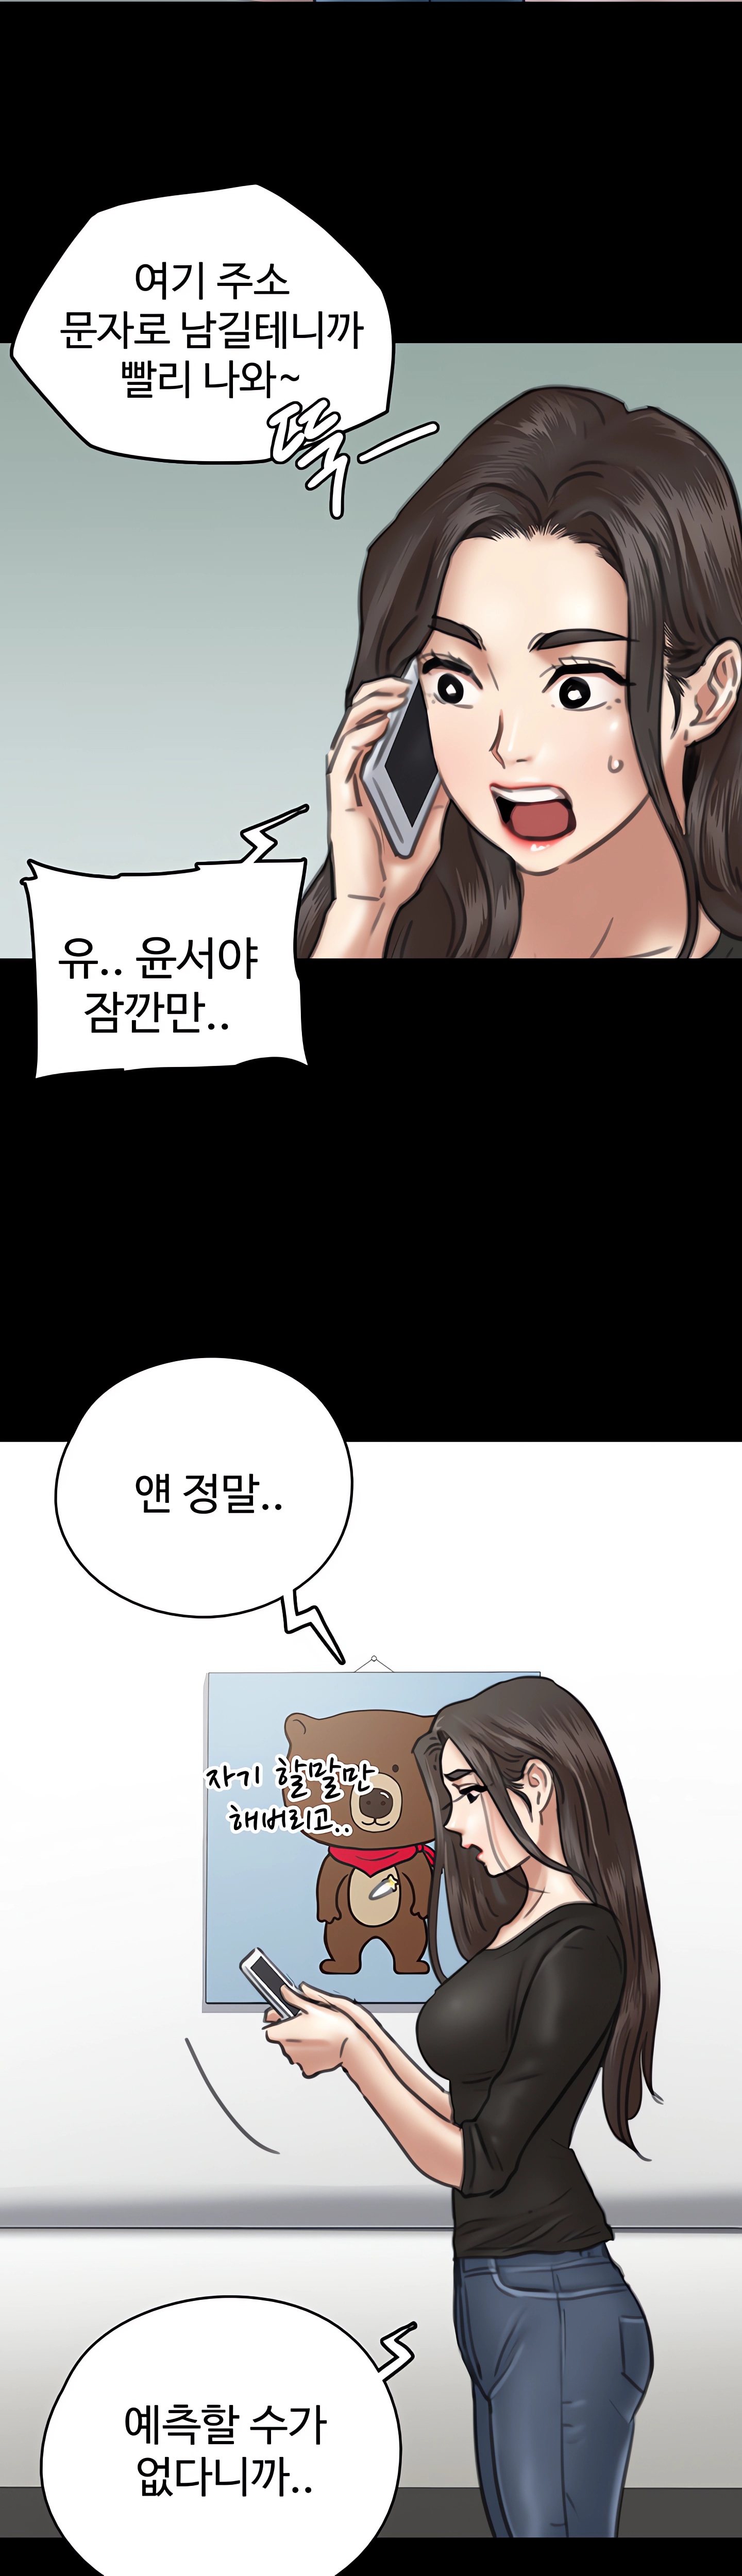 여기 주소
문자로 남길테니까
빨리 나와~
뚝
유.. 윤서야
잠깐만..
얜 정말..
자기 할말만
해버리고..
예측할 수가
없다니까..